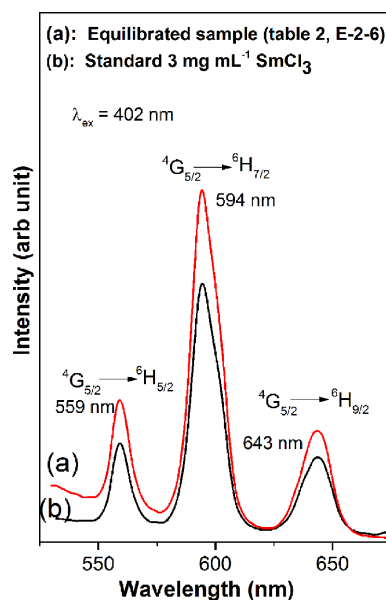 (a): Equilibrated sample (table 2, E-2-6)
(b): Standard 3 mg mL⁻¹ SmCl₃
λₑₓ = 402 nm
⁴G₅/₂ → ⁶H₇/₂
594 nm
⁴G₅/₂ → ⁶H₅/₂
559 nm
⁴G₅/₂ → ⁶H₉/₂
643 nm
(a)
(b)
Intensity (arb unit)
550 600 650
Wavelength (nm)